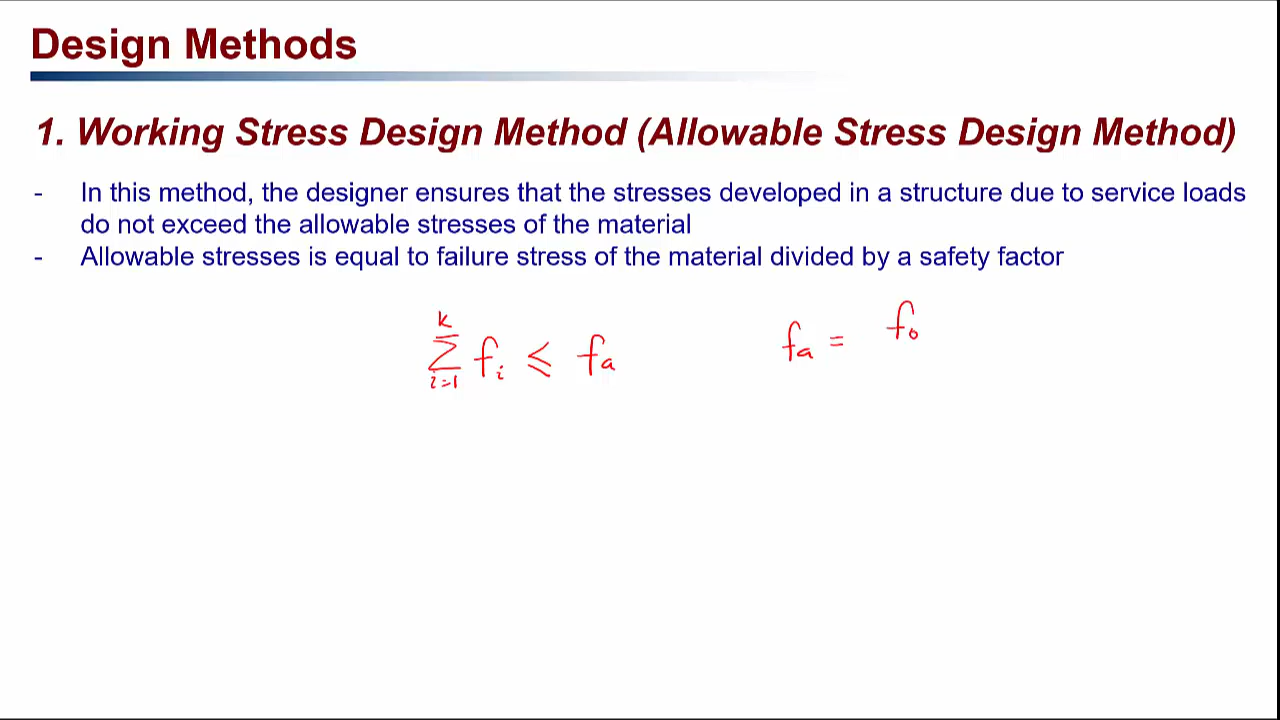 Design Methods
1. Working Stress Design Method (Allowable Stress Design Method)
- In this method, the designer ensures that the stresses developed in a structure due to service loads
do not exceed the allowable stresses of the material
- Allowable stresses is equal to failure stress of the material divided by a safety factor
k
∑ fᵢ ≤ fₐ    fₐ = f₀
i=1